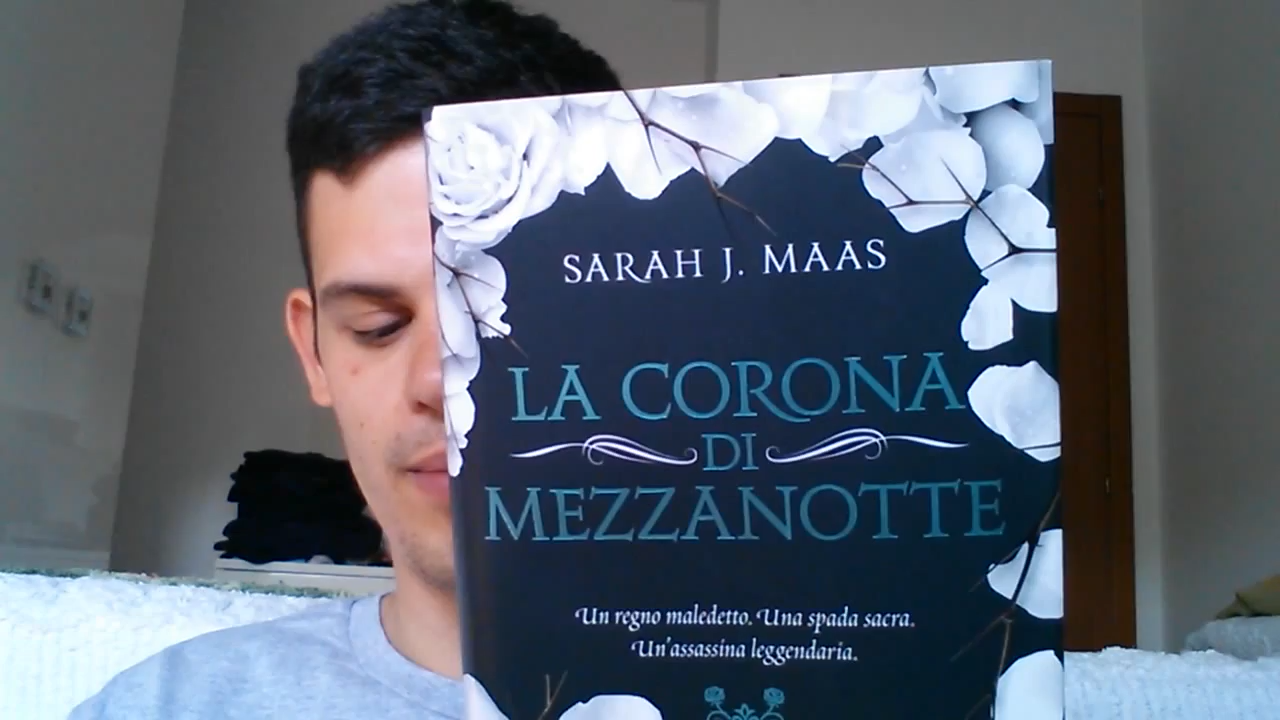 SARAH J. MAAS
LA CORONA
DI
MEZZANOTTE
Un regno maledetto. Una spada sacra.
Un'assassina leggendaria.